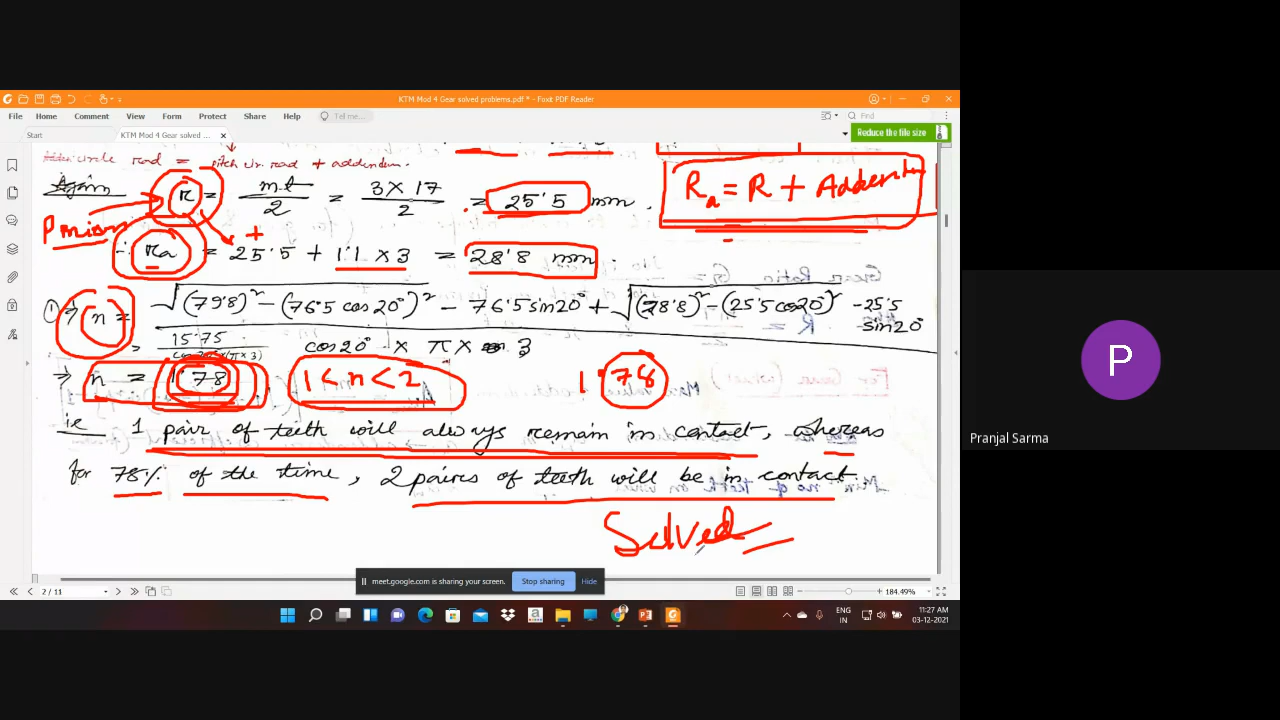 KTM Mod 4 Gear solved problems.pdf * - Foxit PDF Reader
File Home Comment View Form Protect Share Help Tell me... Find
Start KTM Mod 4 Gear solved ... Reduce the file size
circle rad = pitch cir. rad + addendum.
Again r = mt/2 = 3 × 17/2 = 25.5 mm.
Ra = R + Addendum
Pinion +
∴ ra = 25.5 + 1.1 × 3 = 28.8 mm.
① ⇒ n = √(79.8)² − (76.5 cos 20°)² − 76.5 sin 20° + √(28.8)² − (25.5 cos 20°)² − 25.5 sin 20°
15.75 cos 20° × π × 3
⇒ n = 1.78 1 < n < 2 1.78
ie 1 pair of teeth will always remain in contact, whereas
for 78% of the time, 2 paires of teeth will be in contact.
Solved
P
Pranjal Sarma
meet.google.com is sharing your screen. Stop sharing Hide
2 / 11 184.49%
ENG
IN
11:27 AM
03-12-2021